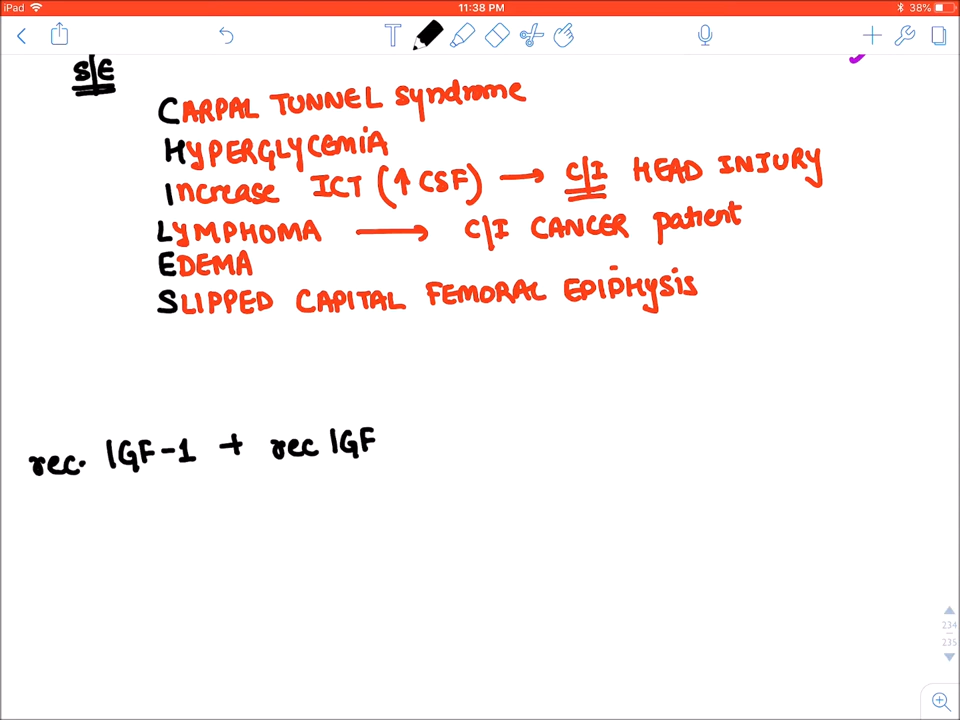 iPad 11:38 PM 38%
T
S/E
CARPAL TUNNEL syndrome
HYPERGLYCEMIA
Increase ICT (↑ CSF) → C/I HEAD INJURY
LYMPHOMA → C/I CANCER patient
EDEMA
SLIPPED CAPITAL FEMORAL EPIPHYSIS
rec. IGF-1 + rec IGF
234
235